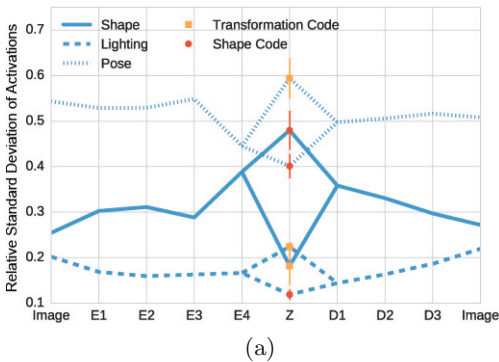 Relative Standard Deviation of Activations
0.7
0.6
0.5
0.4
0.3
0.2
0.1
Shape
Lighting
Pose
Transformation Code
Shape Code
Image E1 E2 E3 E4 Z D1 D2 D3 Image
(a)